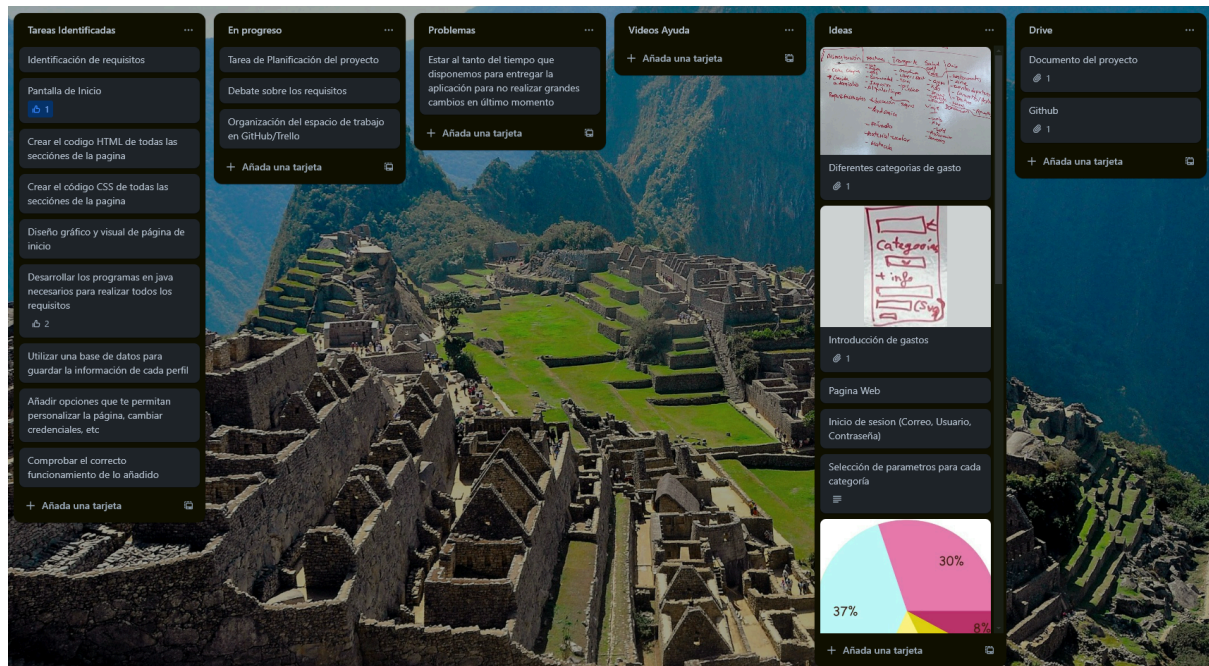 Tareas Identificadas
Identificación de requisitos
Pantalla de Inicio
1
Crear el codigo HTML de todas las
secciónes de la pagina
Crear el código CSS de todas las
secciónes de la pagina
Diseño gráfico y visual de página de
inicio
Desarrollar los programas en java
necesarios para realizar todos los
requisitos
2
Utilizar una base de datos para
guardar la información de cada perfil
Añadir opciones que te permitan
personalizar la página, cambiar
credenciales, etc
Comprobar el correcto
funcionamiento de lo añadido
+ Añada una tarjeta
En progreso
Tarea de Planificación del proyecto
Debate sobre los requisitos
Organización del espacio de trabajo
en GitHub/Trello
+ Añada una tarjeta
Problemas
Estar al tanto del tiempo que
disponemos para entregar la
aplicación para no realizar grandes
cambios en último momento
+ Añada una tarjeta
Videos Ayuda
+ Añada una tarjeta
Ideas
Diferentes categorias de gasto
1
Categorias
+ info
Introducción de gastos
1
Pagina Web
Inicio de sesion (Correo, Usuario,
Contraseña)
Selección de parametros para cada
categoría
30%
37%
8%
+ Añada una tarjeta
Drive
Documento del proyecto
1
Github
1
+ Añada una tarjeta